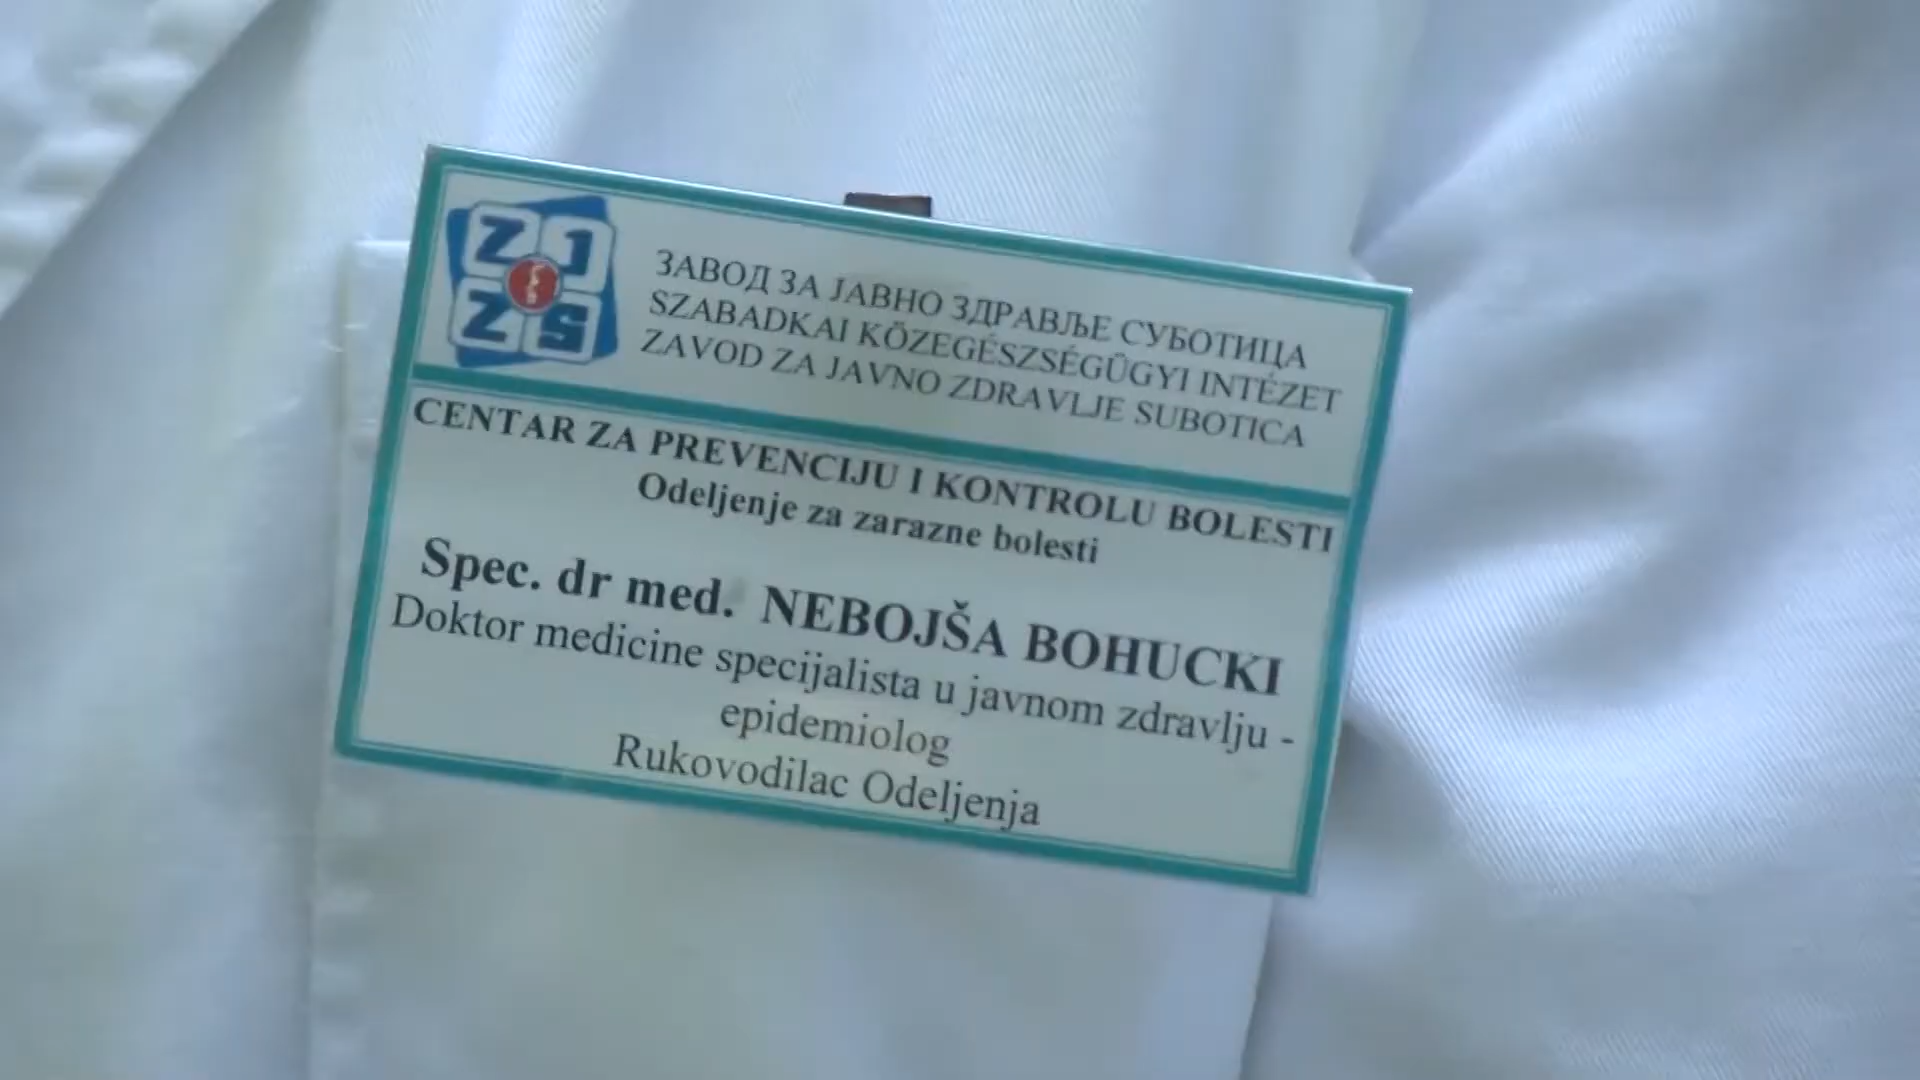 Z J
Z S
ЗАВОД ЗА ЈАВНО ЗДРАВЉЕ СУБОТИЦА
SZABADKAI KÖZEGÉSZSÉGÜGYI INTÉZET
ZAVOD ZA JAVNO ZDRAVLJE SUBOTICA
CENTAR ZA PREVENCIJU I KONTROLU BOLESTI
Odeljenje za zarazne bolesti
Spec. dr med. NEBOJŠA BOHUCKI
Doktor medicine specijalista u javnom zdravlju -
epidemiolog
Rukovodilac Odeljenja